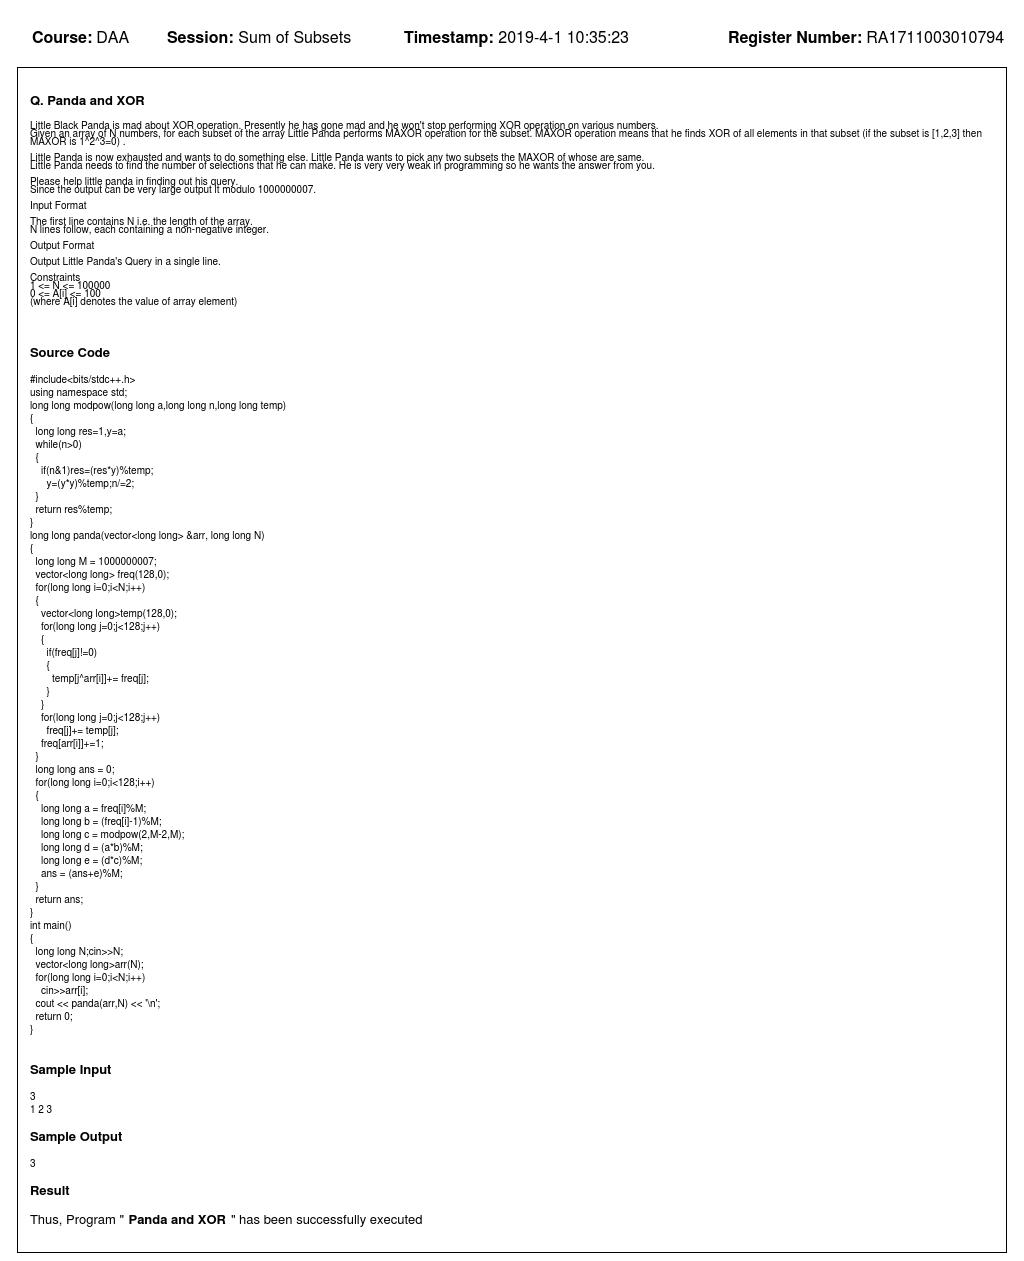 Course: DAA Session: Sum of Subsets Timestamp: 2019-4-1 10:35:23 Register Number: RA1711003010794
Q. Panda and XOR
Little Black Panda is mad about XOR operation. Presently he has gone mad and he won't stop performing XOR operation on various numbers.
Given an array of N numbers, for each subset of the array Little Panda performs MAXOR operation for the subset. MAXOR operation means that he finds XOR of all elements in that subset (if the subset is [1,2,3] then
MAXOR is 1^2^3=0) .
Little Panda is now exhausted and wants to do something else. Little Panda wants to pick any two subsets the MAXOR of whose are same.
Little Panda needs to find the number of selections that he can make. He is very very weak in programming so he wants the answer from you.
Please help little panda in finding out his query.
Since the output can be very large output it modulo 1000000007.
Input Format
The first line contains N i.e. the length of the array.
N lines follow, each containing a non-negative integer.
Output Format
Output Little Panda's Query in a single line.
Constraints
1 <= N <= 100000
0 <= A[i] <= 100
(where A[i] denotes the value of array element)
Source Code
#include<bits/stdc++.h>
using namespace std;
long long modpow(long long a,long long n,long long temp)
{
long long res=1,y=a;
while(n>0)
{
if(n&1)res=(res*y)%temp;
y=(y*y)%temp;n/=2;
}
return res%temp;
}
long long panda(vector<long long> &arr, long long N)
{
long long M = 1000000007;
vector<long long> freq(128,0);
for(long long i=0;i<N;i++)
{
vector<long long>temp(128,0);
for(long long j=0;j<128;j++)
{
if(freq[j]!=0)
{
temp[j^arr[i]]+= freq[j];
}
}
for(long long j=0;j<128;j++)
freq[j]+= temp[j];
freq[arr[i]]+=1;
}
long long ans = 0;
for(long long i=0;i<128;i++)
{
long long a = freq[i]%M;
long long b = (freq[i]-1)%M;
long long c = modpow(2,M-2,M);
long long d = (a*b)%M;
long long e = (d*c)%M;
ans = (ans+e)%M;
}
return ans;
}
int main()
{
long long N;cin>>N;
vector<long long>arr(N);
for(long long i=0;i<N;i++)
cin>>arr[i];
cout << panda(arr,N) << '\n';
return 0;
}
Sample Input
3
1 2 3
Sample Output
3
Result
Thus, Program " Panda and XOR " has been successfully executed